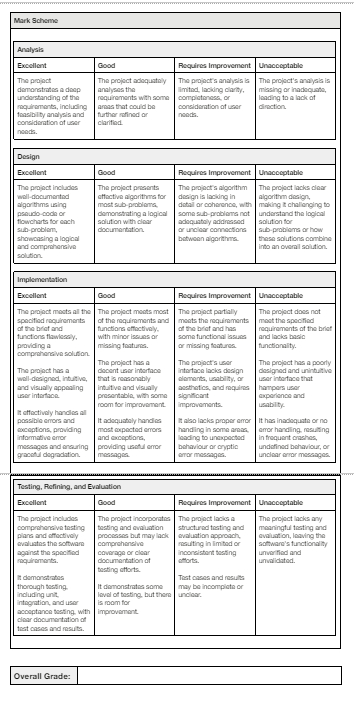 Mark Scheme
Analysis
Excellent
Good
Requires Improvement
Unacceptable
The project
demonstrates a deep
understanding of the
requirements, including
feasibility analysis and
consideration of user
needs.
The project adequately
analyses the
requirements with some
areas that could be
further refined or
clarified.
The project's analysis is
limited, lacking clarity,
completeness, or
consideration of user
needs.
The project's analysis is
missing or inadequate,
leading to a lack of
direction.
Design
Excellent
Good
Requires Improvement
Unacceptable
The project includes
well-documented
algorithms using
pseudo-code or
flowcharts for each
sub-problem,
showcasing a logical
and comprehensive
solution.
The project presents
effective algorithms for
most sub-problems,
demonstrating a logical
solution with clear
documentation.
The project's algorithm
design is lacking in
detail or coherence, with
some sub-problems not
adequately addressed
or unclear connections
between algorithms.
The project lacks clear
algorithm design,
making it challenging to
understand the logical
solution for
sub-problems or how
these solutions combine
into an overall solution.
Implementation
Excellent
Good
Requires Improvement
Unacceptable
The project meets all the
specified requirements
of the brief and
functions flawlessly,
providing a
comprehensive solution.
The project has a
well-designed, intuitive,
and visually appealing
user interface.
It effectively handles all
possible errors and
exceptions, providing
informative error
messages and ensuring
graceful degradation.
The project meets most
of the requirements and
functions effectively,
with minor issues or
missing features.
The project has a
decent user interface
that is reasonably
intuitive and visually
presentable, with some
room for improvement.
It adequately handles
most expected errors
and exceptions,
providing useful error
messages.
The project partially
meets the requirements
of the brief and has
some functional issues
or missing features.
The project's user
interface lacks design
elements, usability, or
aesthetics, and requires
significant
improvements.
It also lacks proper error
handling in some areas,
leading to unexpected
behaviour or cryptic
error messages.
The project does not
meet the specified
requirements of the brief
and lacks basic
functionality.
The project has a poorly
designed and unintuitive
user interface that
hampers user
experience and
usability.
It has inadequate or no
error handling, resulting
in frequent crashes,
undefined behaviour, or
unclear error messages.
Testing, Refining, and Evaluation
Excellent
Good
Requires Improvement
Unacceptable
The project includes
comprehensive testing
plans and effectively
evaluates the software
against the specified
requirements.
It demonstrates
thorough testing,
including unit,
integration, and user
acceptance testing, with
clear documentation of
test cases and results.
The project incorporates
testing and evaluation
processes but may lack
comprehensive
coverage or clear
documentation of
testing efforts.
It demonstrates some
level of testing, but there
is room for
improvement.
The project lacks a
structured testing and
evaluation approach,
resulting in limited or
inconsistent testing
efforts.
Test cases and results
may be incomplete or
unclear.
The project lacks any
meaningful testing and
evaluation, leaving the
software's functionality
unverified and
unvalidated.
Overall Grade: